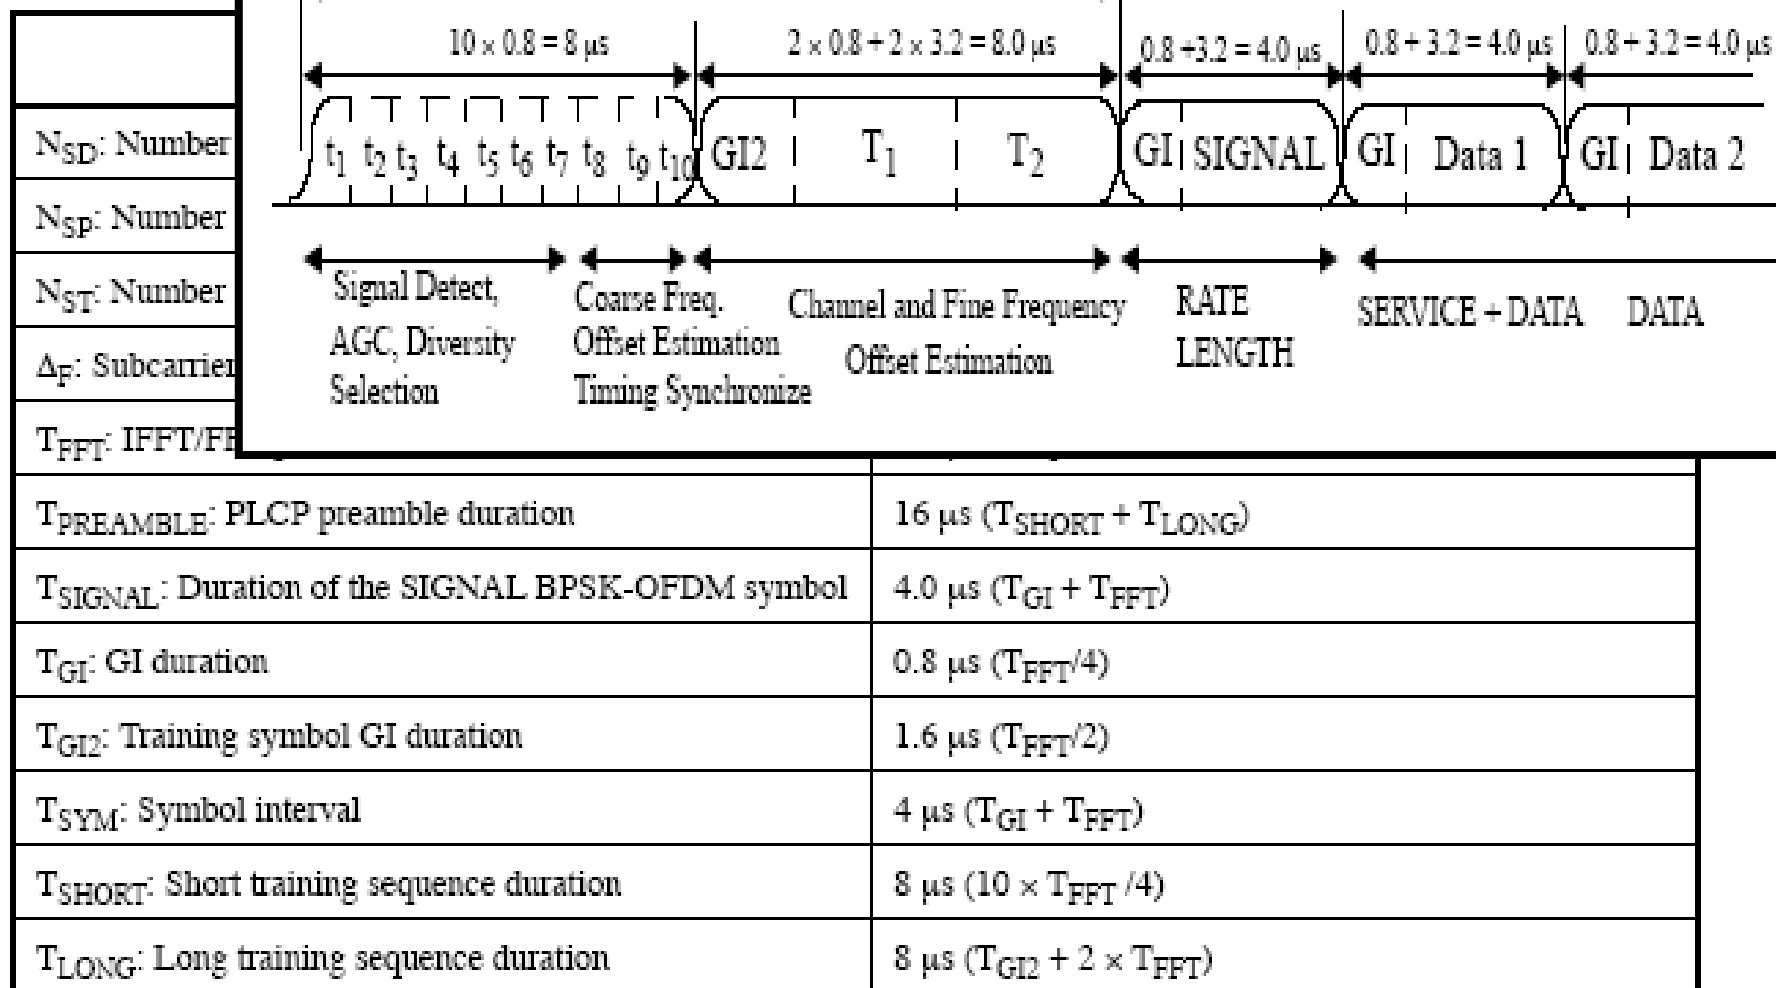 10 × 0.8 = 8 μs
2 × 0.8 + 2 × 3.2 = 8.0 μs
0.8 +3.2 = 4.0 μs
0.8 + 3.2 = 4.0 μs
0.8 + 3.2 = 4.0 μs
t1 t2 t3 t4 t5 t6 t7 t8 t9 t10 GI2 T1 T2 GI SIGNAL GI Data 1 GI Data 2
Signal Detect,
AGC, Diversity
Selection
Coarse Freq.
Offset Estimation
Timing Synchronize
Channel and Fine Frequency
Offset Estimation
RATE
LENGTH
SERVICE + DATA DATA
NSD: Number
NSP: Number
NST: Number
ΔF: Subcarrier
TFFT: IFFT/
TPREAMBLE: PLCP preamble duration 16 μs (TSHORT + TLONG)
TSIGNAL: Duration of the SIGNAL BPSK-OFDM symbol 4.0 μs (TGI + TFFT)
TGI: GI duration 0.8 μs (TFFT/4)
TGI2: Training symbol GI duration 1.6 μs (TFFT/2)
TSYM: Symbol interval 4 μs (TGI + TFFT)
TSHORT: Short training sequence duration 8 μs (10 × TFFT /4)
TLONG: Long training sequence duration 8 μs (TGI2 + 2 × TFFT)